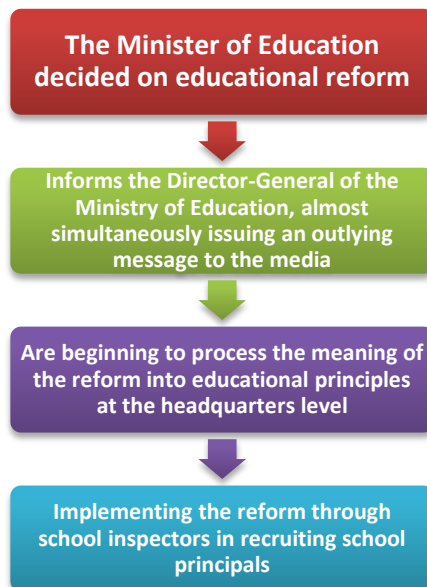 The Minister of Education
decided on educational reform
Informs the Director-General of the
Ministry of Education, almost
simultaneously issuing an outlying
message to the media
Are beginning to process the meaning of
the reform into educational principles
at the headquarters level
Implementing the reform through
school inspectors in recruiting school
principals